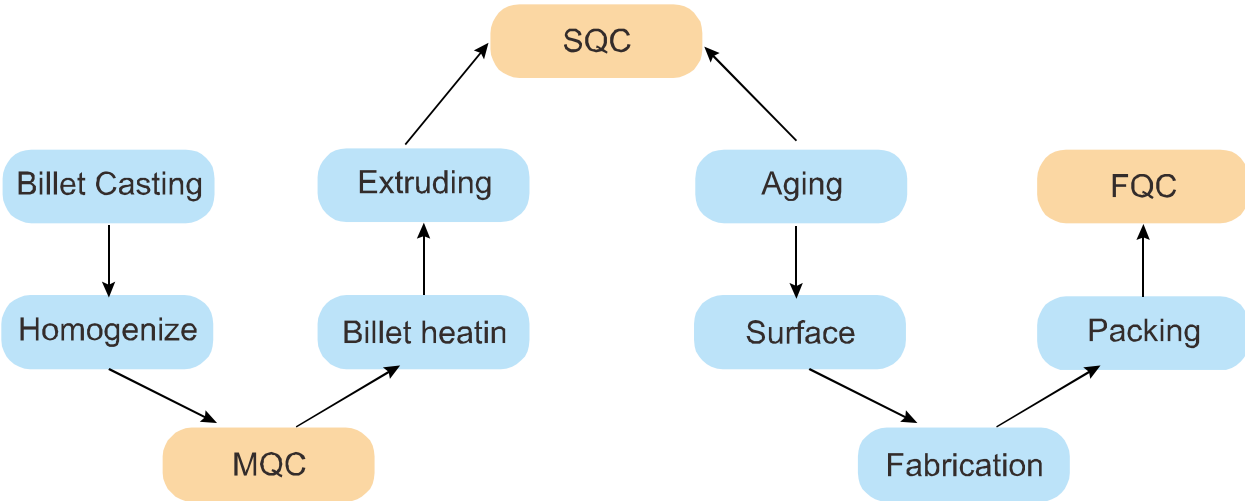 SQC
Billet Casting
Extruding
Aging
FQC
Homogenize
Billet heatin
Surface
Packing
MQC
Fabrication